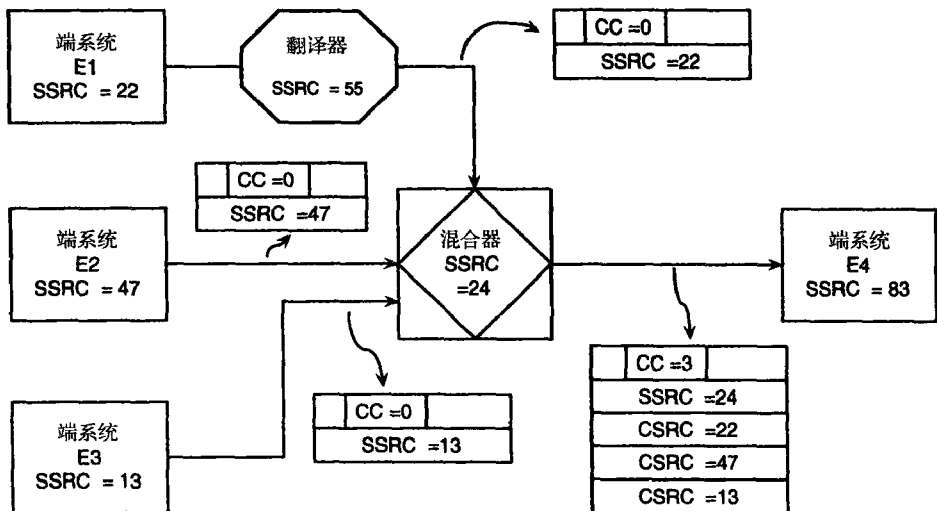 端系统
E1
SSRC = 22
翻译器
SSRC = 55
CC =0
SSRC =22
CC =0
SSRC =47
端系统
E2
SSRC = 47
混合器
SSRC
=24
端系统
E4
SSRC = 83
端系统
E3
SSRC = 13
CC =0
SSRC =13
CC =3
SSRC =24
CSRC =22
CSRC =47
CSRC =13